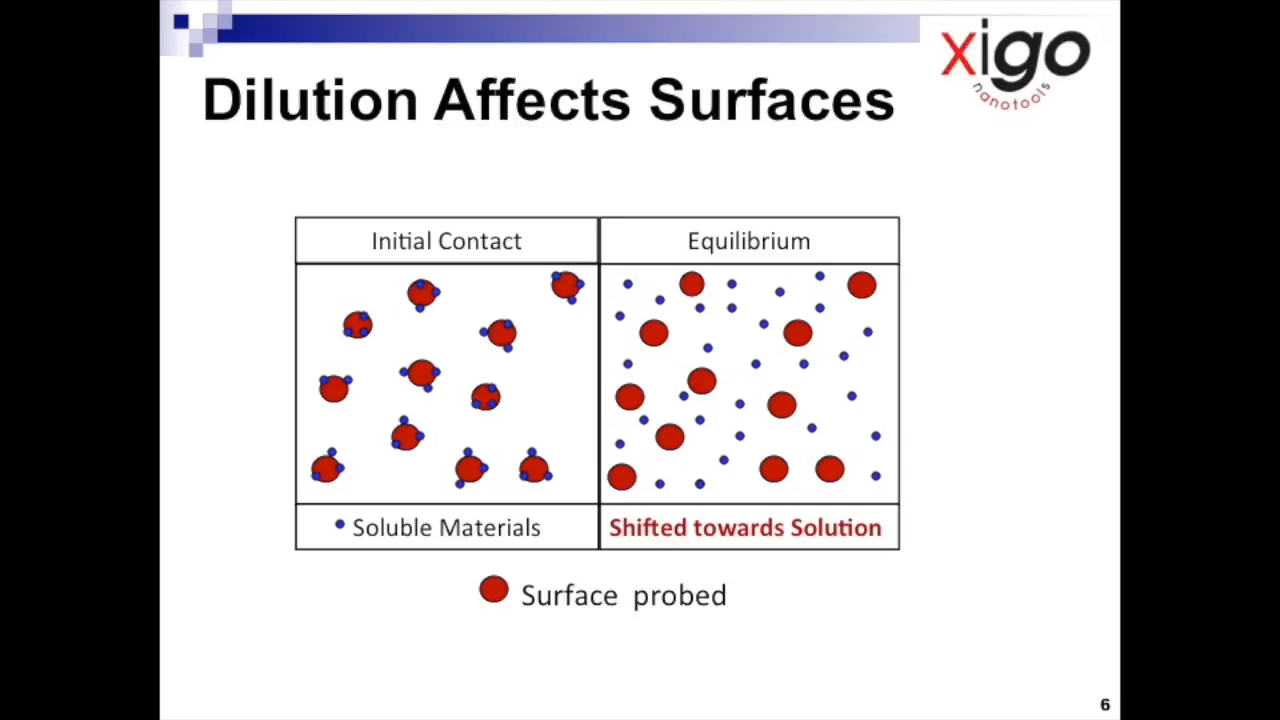 xigo
nanotools
Dilution Affects Surfaces
Initial Contact
Equilibrium
Soluble Materials
Shifted towards Solution
Surface probed
6